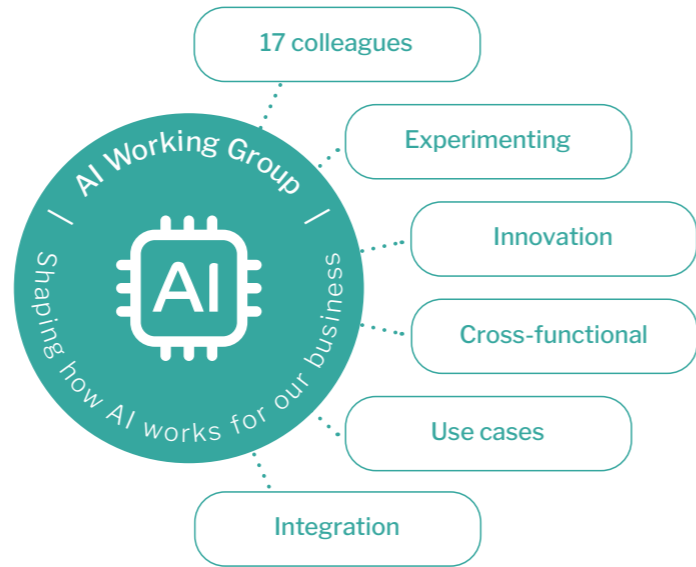 17 colleagues
AI Working Group
Experimenting
Innovation
AI
Shaping how AI works for our business
Cross-functional
Use cases
Integration